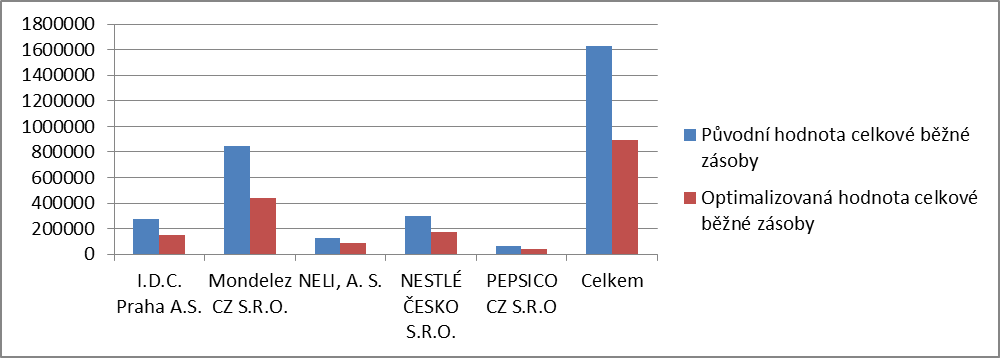 1800000
1600000
1400000
1200000
1000000
800000
600000
400000
200000
0
I.D.C.
Praha A.S.
Mondelez
CZ S.R.O.
NELI, A. S.
NESTLÉ
ČESKO
S.R.O.
PEPSICO
CZ S.R.O
Celkem
Původní hodnota celkové běžné
zásoby
Optimalizovaná hodnota celkové
běžné zásoby